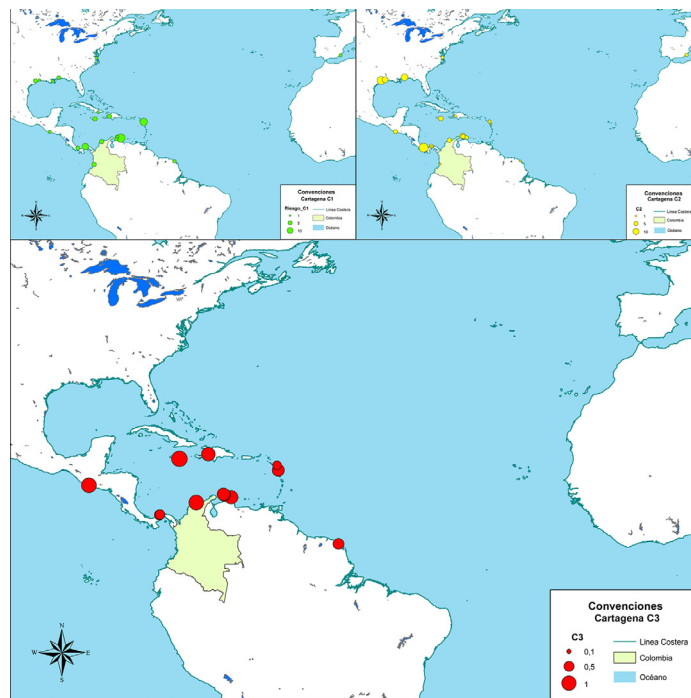 Convenciones
Cartagena C1
Riesgo_C1
Linea Costera
1
Colombia
5
Océano
10
Convenciones
Cartagena C2
C2
Linea Costera
1
Colombia
5
Océano
10
N
W
E
S
Convenciones
Cartagena C3
C3
0,1
Linea Costera
0,5
Colombia
1
Océano